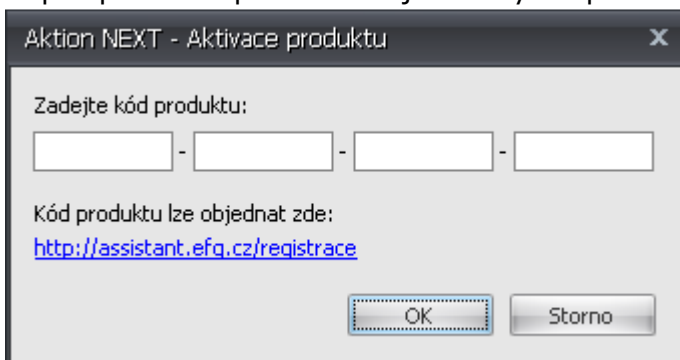 Aktion NEXT - Aktivace produktu x
Zadejte kód produktu:
- - -
Kód produktu lze objednat zde:
http://assistant.efg.cz/registrace
OK Storno